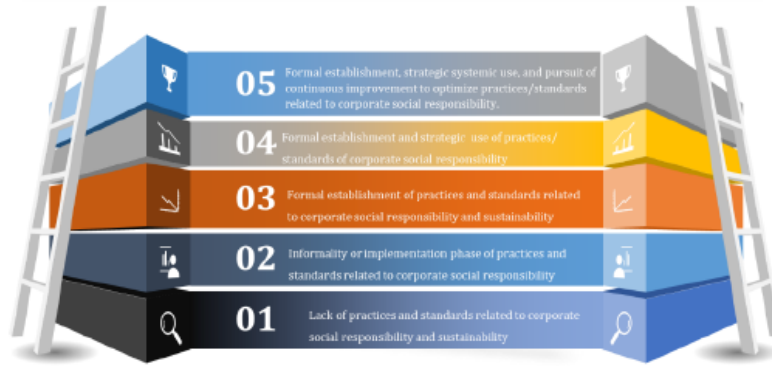 05
Formal establishment, strategic systemic use, and pursuit of
continuous improvement to optimize practices/standards
related to corporate social responsibility.
04
Formal establishment and strategic use of practices/
standards of corporate social responsibility
03
Formal establishment of practices and standards related
to corporate social responsibility and sustainability
02
Informality or implementation phase of practices and
standards related to corporate social responsibility
01
Lack of practices and standards related to corporate
social responsibility and sustainability